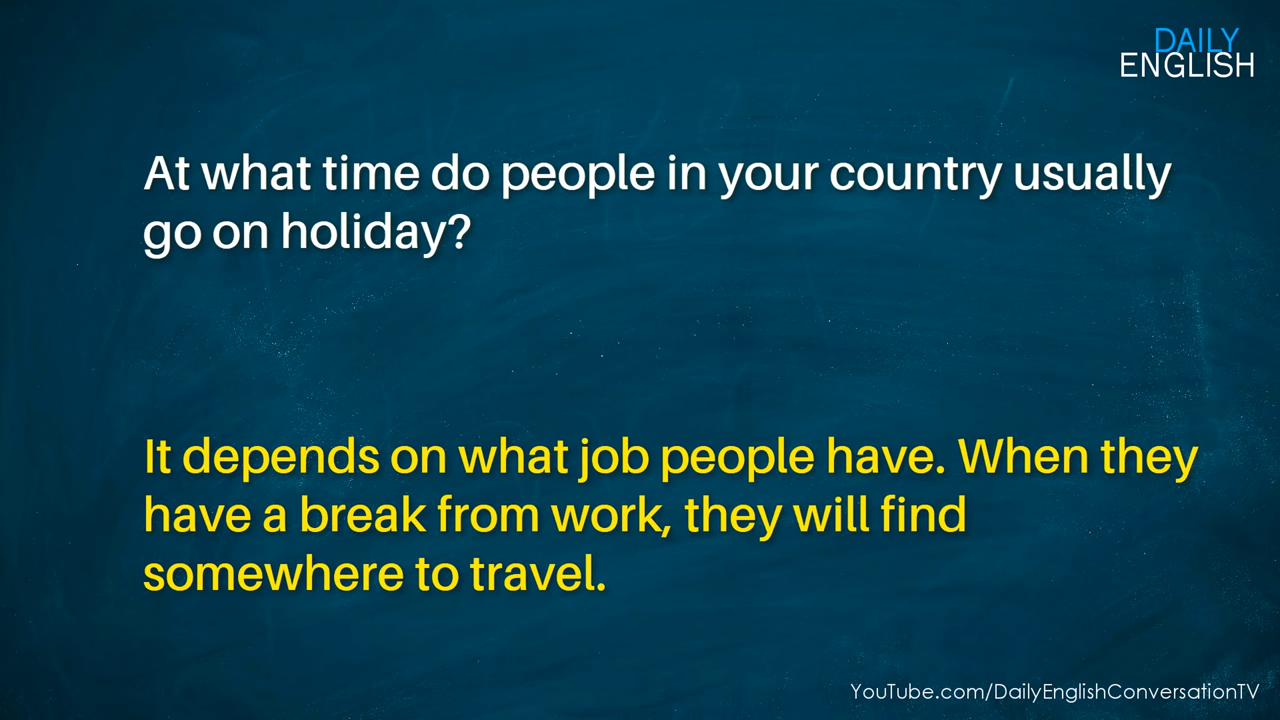 DAILY
ENGLISH
At what time do people in your country usually
go on holiday?
It depends on what job people have. When they
have a break from work, they will find
somewhere to travel.
YouTube.com/DailyEnglishConversationTV